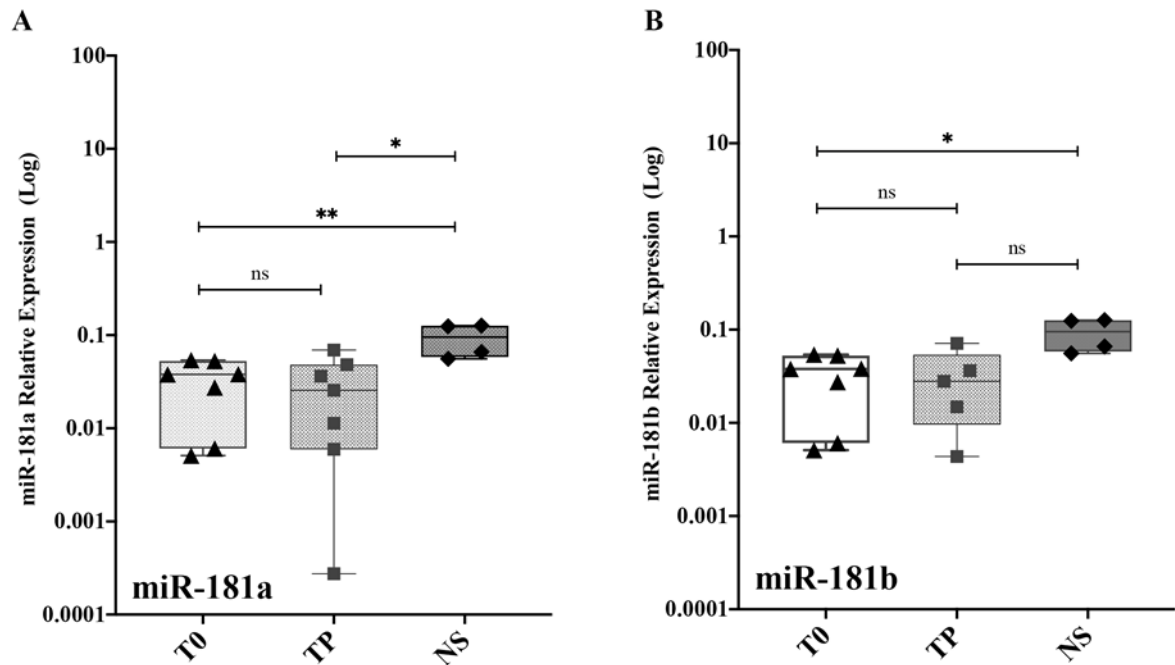 A
miR-181a Relative Expression (Log)
100
10
1
0.1
0.01
0.001
0.0001
*
**
ns
miR-181a
T0
TP
NS
B
miR-181b Relative Expression (Log)
100
10
1
0.1
0.01
0.001
0.0001
*
ns
ns
miR-181b
T0
TP
NS